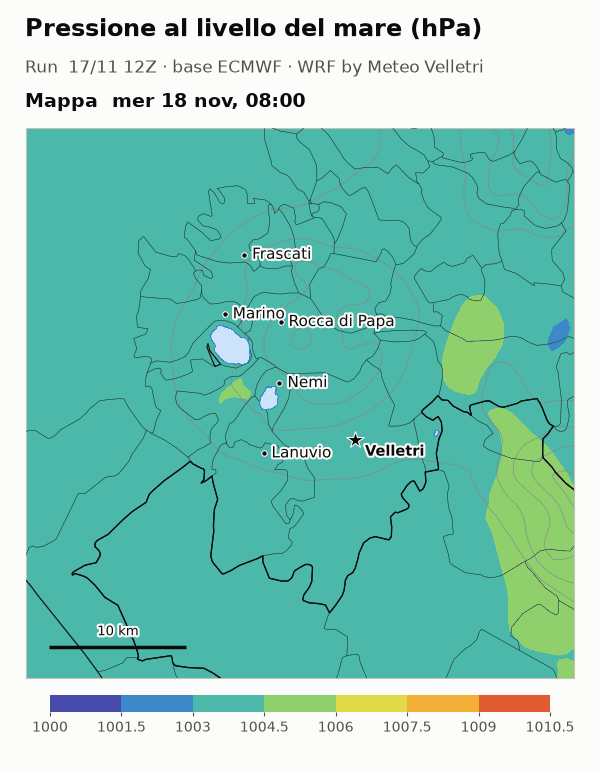 Pressione al livello del mare (hPa)
Run  17/11 12Z · base ECMWF · WRF by Meteo Velletri
Mappa  mer 18 nov, 08:00
Frascati
Marino
Rocca di Papa
Nemi
Velletri
Lanuvio
10 km
1000 1001.5 1003 1004.5 1006 1007.5 1009 1010.5